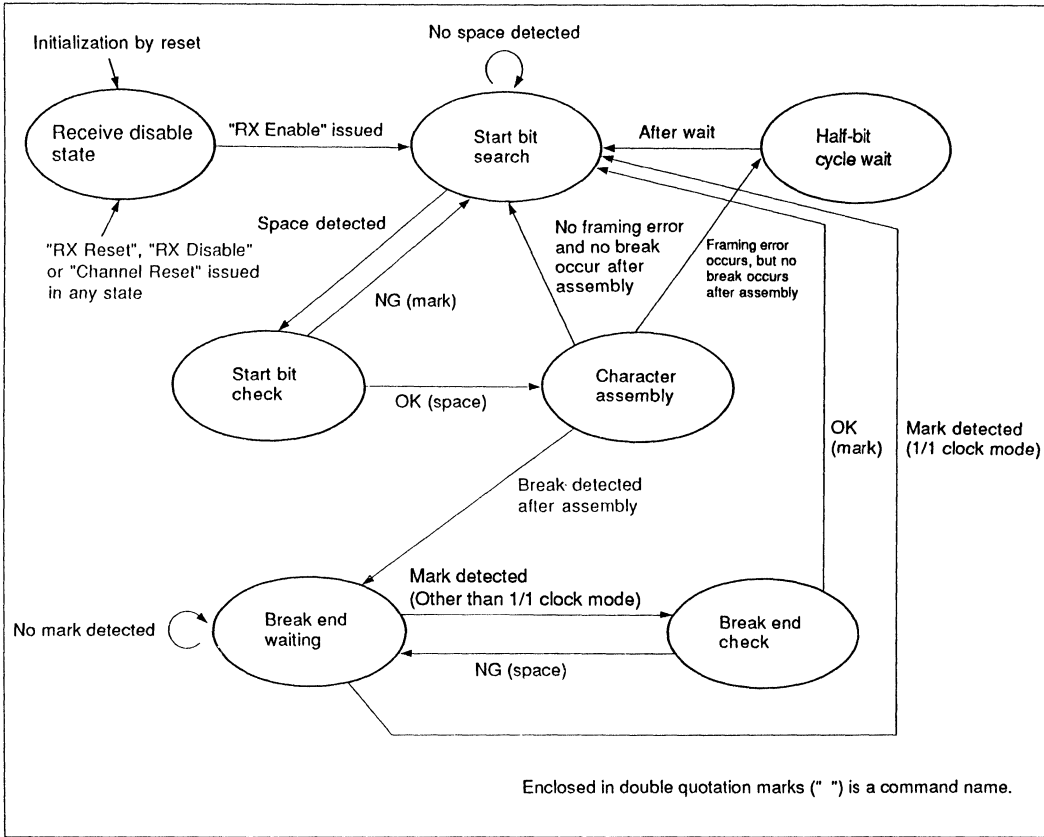 Initialization by reset
No space detected
Receive disable
state
"RX Enable" issued
Start bit
search
After wait
Half-bit
cycle wait
Space detected
"RX Reset", "RX Disable"
or "Channel Reset" issued
in any state
NG (mark)
No framing error
and no break
occur after
assembly
Framing error
occurs, but no
break occurs
after assembly
Start bit
check
OK (space)
Character
assembly
OK
(mark)
Mark detected
(1/1 clock mode)
Break detected
after assembly
No mark detected
Break end
waiting
Mark detected
(Other than 1/1 clock mode)
NG (space)
Break end
check
Enclosed in double quotation marks (" ") is a command name.